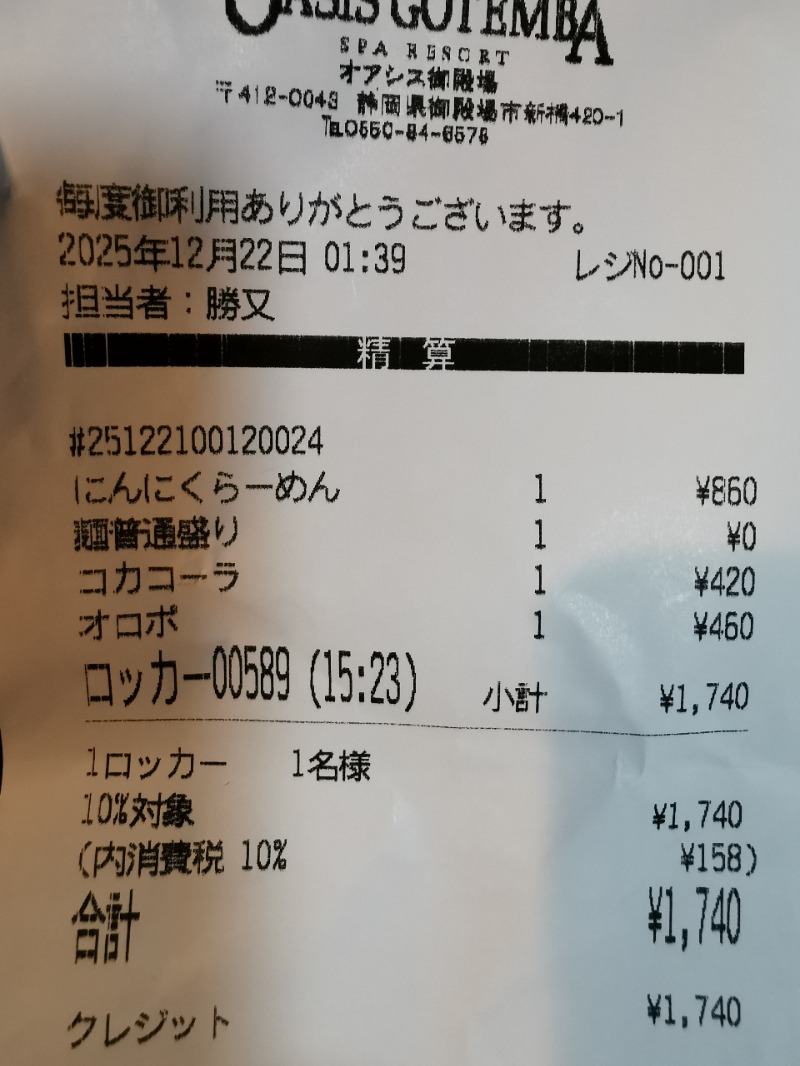 OASIS GOTEMBA
SPA RESORT
オアシス御殿場
〒412-0043 静岡県御殿場市新橋420-1
TEL0550-84-6578
毎度御利用ありがとうございます。
2025年12月22日 01:39 レジNo-001
担当者：勝又
精 算
#25122100120024
にんにくらーめん 1 ¥860
麺普通盛り 1 ¥0
コカコーラ 1 ¥420
オロポ 1 ¥460
ロッカー00589 (15:23) 小計 ¥1,740
1ロッカー 1名様
10%対象 ¥1,740
(内消費税 10% ¥158)
合計 ¥1,740
クレジット ¥1,740